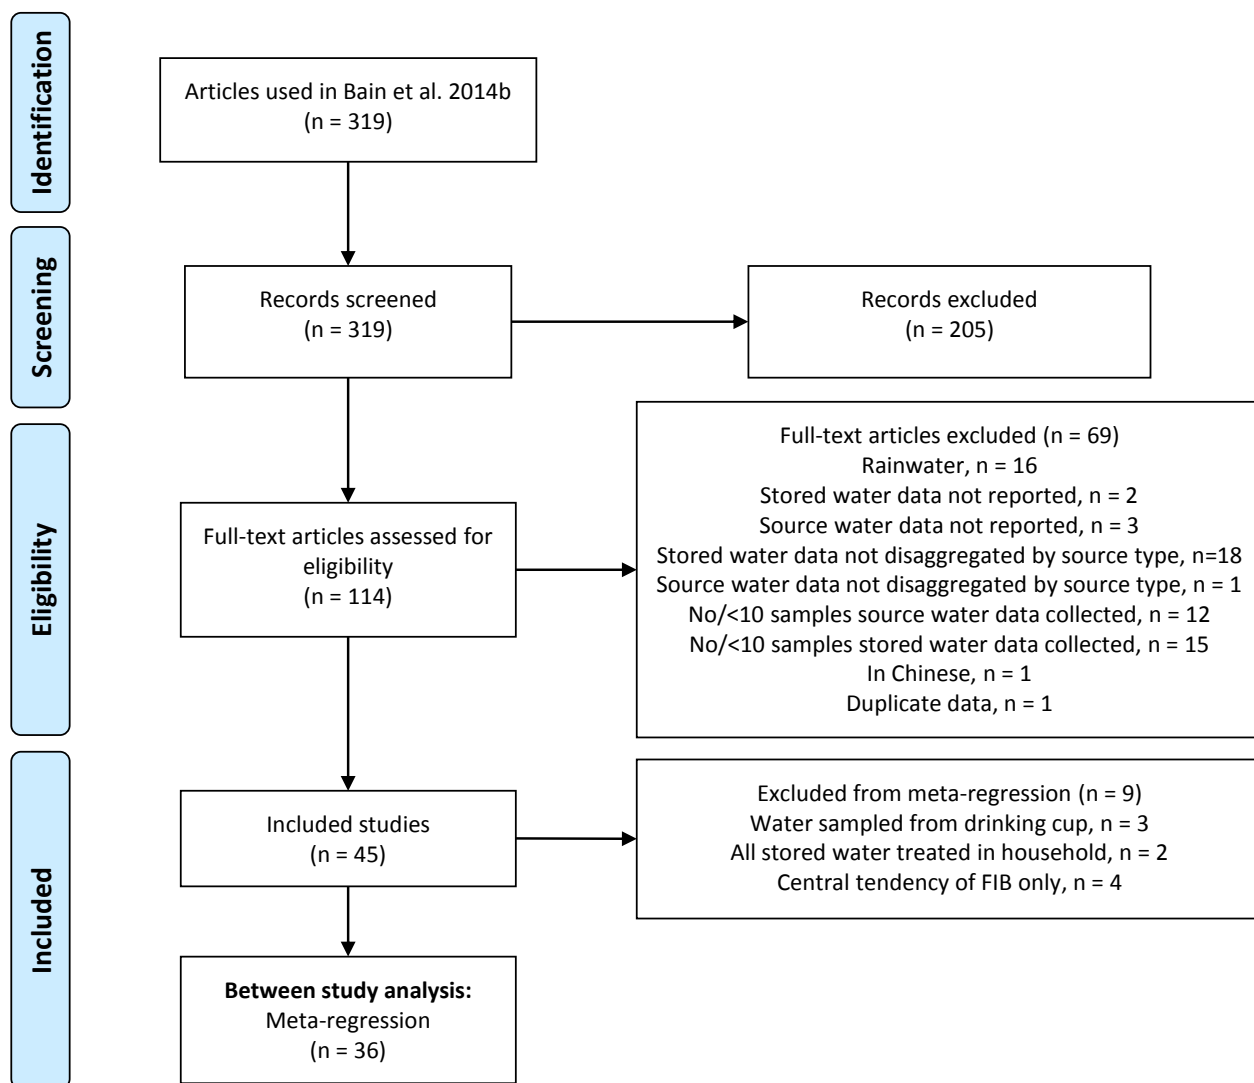 Identification
Articles used in Bain et al. 2014b
(n = 319)
Screening
Records screened
(n = 319)
Records excluded
(n = 205)
Eligibility
Full-text articles assessed for
eligibility
(n = 114)
Full-text articles excluded (n = 69)
Rainwater, n = 16
Stored water data not reported, n = 2
Source water data not reported, n = 3
Stored water data not disaggregated by source type, n=18
Source water data not disaggregated by source type, n = 1
No/<10 samples source water data collected, n = 12
No/<10 samples stored water data collected, n = 15
In Chinese, n = 1
Duplicate data, n = 1
Included
Included studies
(n = 45)
Excluded from meta-regression (n = 9)
Water sampled from drinking cup, n = 3
All stored water treated in household, n = 2
Central tendency of FIB only, n = 4
Between study analysis:
Meta-regression
(n = 36)